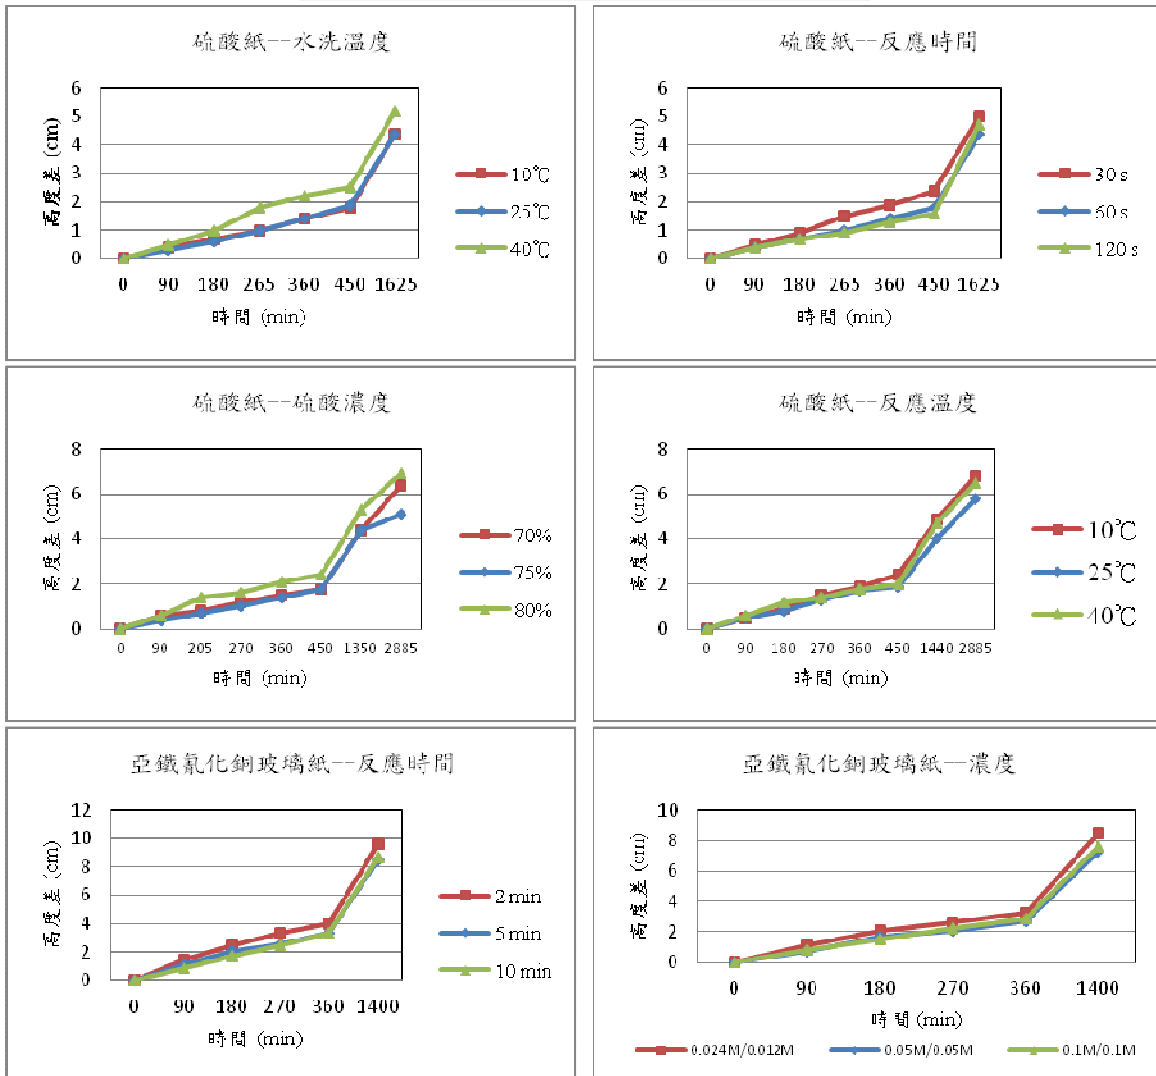 硫酸紙--水洗溫度
高度差 (cm)
6
5
4
3
2
1
0
0 90 180 265 360 450 1625
時間 (min)
10℃
25℃
40℃
硫酸紙--反應時間
高度差 (cm)
6
5
4
3
2
1
0
0 90 180 265 360 450 1625
時間 (min)
30 s
60 s
120 s
硫酸紙--硫酸濃度
高度差 (cm)
8
6
4
2
0
0 90 205 270 360 450 1350 2885
時間 (min)
70%
75%
80%
硫酸紙--反應溫度
高度差 (cm)
8
6
4
2
0
0 90 180 270 360 450 1440 2885
時間 (min)
10℃
25℃
40℃
亞鐵氰化銅玻璃紙--反應時間
高度差 (cm)
12
10
8
6
4
2
0
0 90 180 270 360 1400
時間 (min)
2 min
5 min
10 min
亞鐵氰化銅玻璃紙--濃度
高度差 (cm)
10
8
6
4
2
0
0 90 180 270 360 1400
時間 (min)
0.024M/0.012M 0.05M/0.05M 0.1M/0.1M